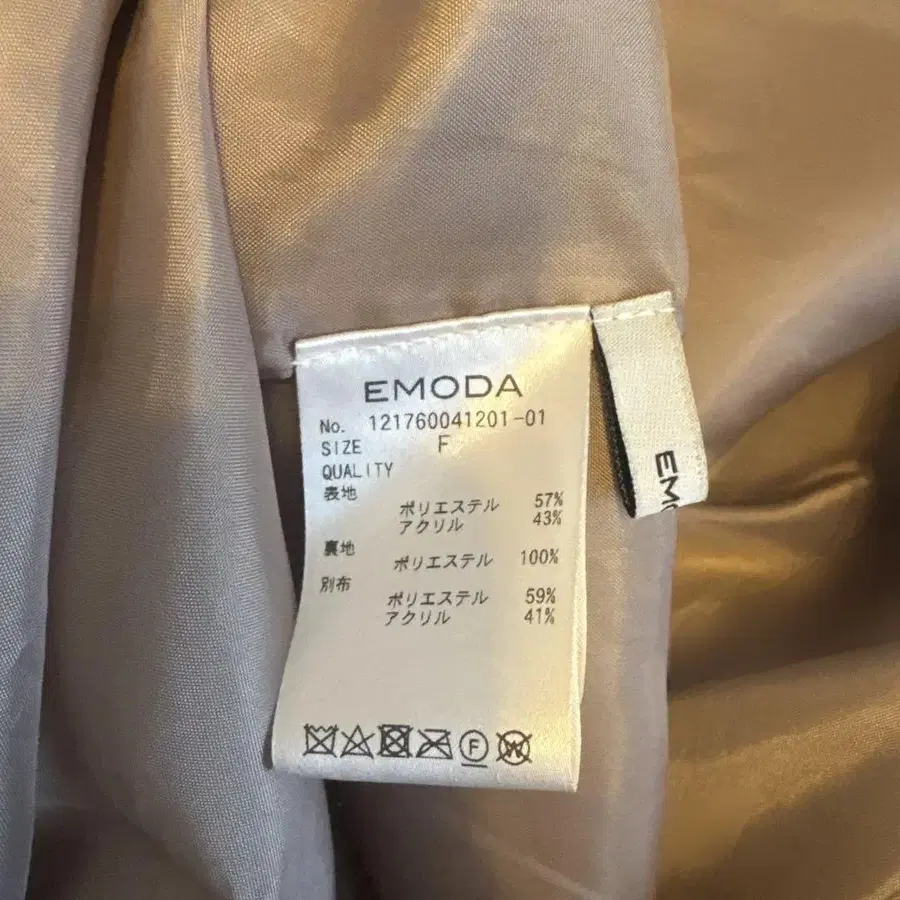 EMODA
No. 121760041201-01
SIZE F
QUALITY
表地
ポリエステル 57%
アクリル 43%
裏地
ポリエステル 100%
別布
ポリエステル 59%
アクリル 41%
F W
EMO